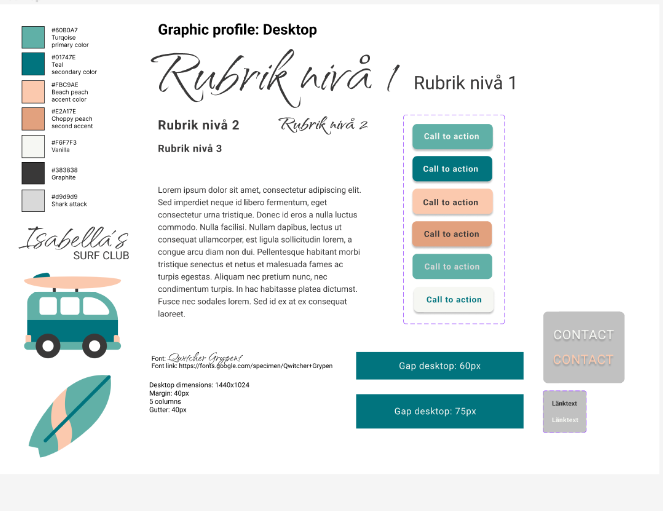 #6DB0A7
Turqoise
primary color
#01747E
Teal
secondary color
#FBC9AE
Beach peach
accent color
#E2A17E
Choppy peach
second accent
#F6F7F3
Vanilla
#383838
Graphite
#d9d9d9
Shark attack
Isabella's
SURF CLUB
Graphic profile: Desktop
Rubrik nivå 1
Rubrik nivå 1
Rubrik nivå 2
Rubrik nivå 2
Rubrik nivå 3
Lorem ipsum dolor sit amet, consectetur adipiscing elit.
Sed imperdiet neque id libero fermentum, eget
consectetur urna tristique. Donec id eros a nulla luctus
commodo. Nulla facilisi. Nullam dapibus, lectus ut
consequat ullamcorper, est ligula sollicitudin lorem, a
congue arcu diam non dui. Pellentesque habitant morbi
tristique senectus et netus et malesuada fames ac
turpis egestas. Aliquam nec pretium nunc, nec
condimentum turpis. In hac habitasse platea dictumst.
Fusce nec sodales lorem. Sed id ex at ex consequat
laoreet.
Call to action
Call to action
Call to action
Call to action
Call to action
Call to action
Font: Qwitcher Grypen!
Font link: https://fonts.google.com/specimen/Qwitcher+Grypen
Desktop dimensions: 1440x1024
Margin: 40px
5 columns
Gutter: 40px
Gap desktop: 60px
Gap desktop: 75px
CONTACT
CONTACT
Länktext
Länktext